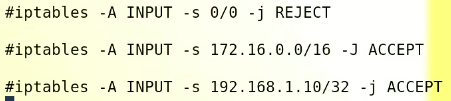 #iptables -A INPUT -s 0/0 -j REJECT
#iptables -A INPUT -s 172.16.0.0/16 -J ACCEPT
#iptables -A INPUT -s 192.168.1.10/32 -j ACCEPT